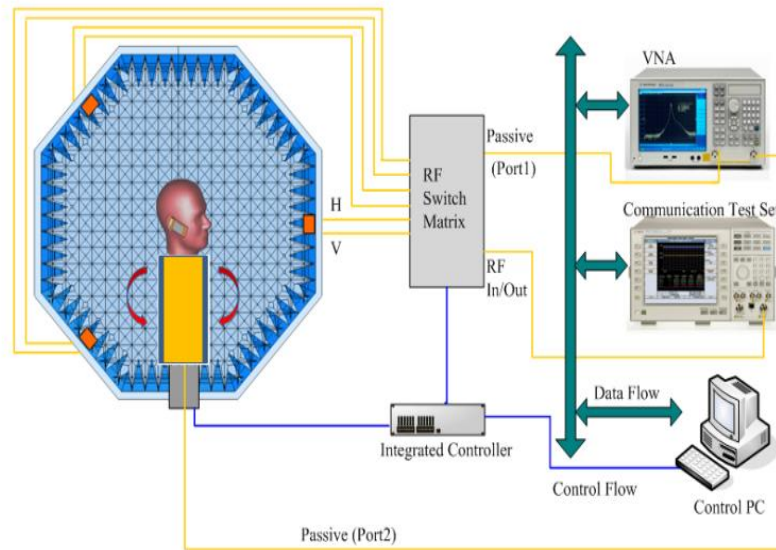 VNA
Passive
(Port1)
RF
Switch
Matrix
H
V
Communication Test Set
RF
In/Out
Data Flow
Integrated Controller
Control Flow
Control PC
Passive (Port2)